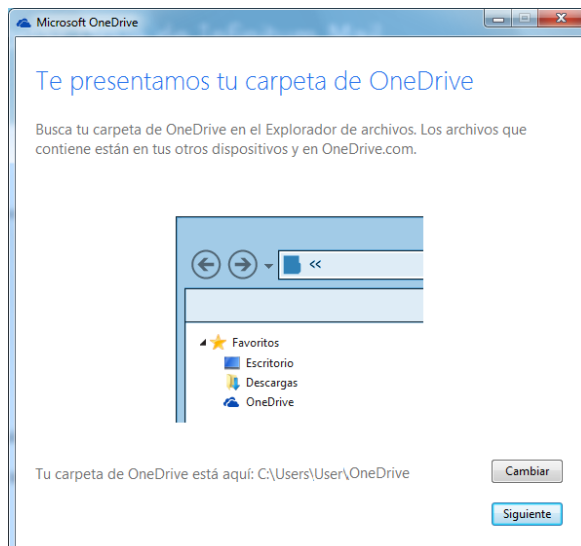 Microsoft OneDrive
Te presentamos tu carpeta de OneDrive
Busca tu carpeta de OneDrive en el Explorador de archivos. Los archivos que
contiene están en tus otros dispositivos y en OneDrive.com.
<<
Favoritos
Escritorio
Descargas
OneDrive
Tu carpeta de OneDrive está aquí: C:\Users\User\OneDrive
Cambiar
Siguiente